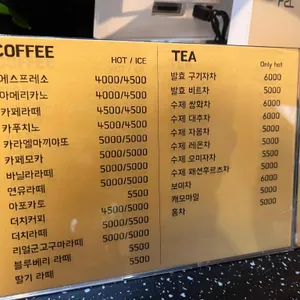 COFFEE
HOT / ICE
에스프레소 4000/4500
아메리카노 4000/4500
카페라떼 4500/5000
카푸치노 4500/5000
카라멜마끼야또 5000/5000
카페모카 5000/5000
바닐라라떼 5000/5000
연유라떼 5500
아포카토 4500/5000
더치커피 5000/5500
더치라떼 5000/5000
리얼군고구마라떼 5500
블루베리 라떼 5500
딸기 라떼
TEA
Only hot
발효 구기자차 6000
발효 비트차 5000
수제 쌍화차 6000
수제 대추차 6000
수제 자몽차 5000
수제 레몬차 5000
수제 오미자차 5500
수제 패션후르츠차 5000
보이차 6000
캐모마일 5000
홍차 5000